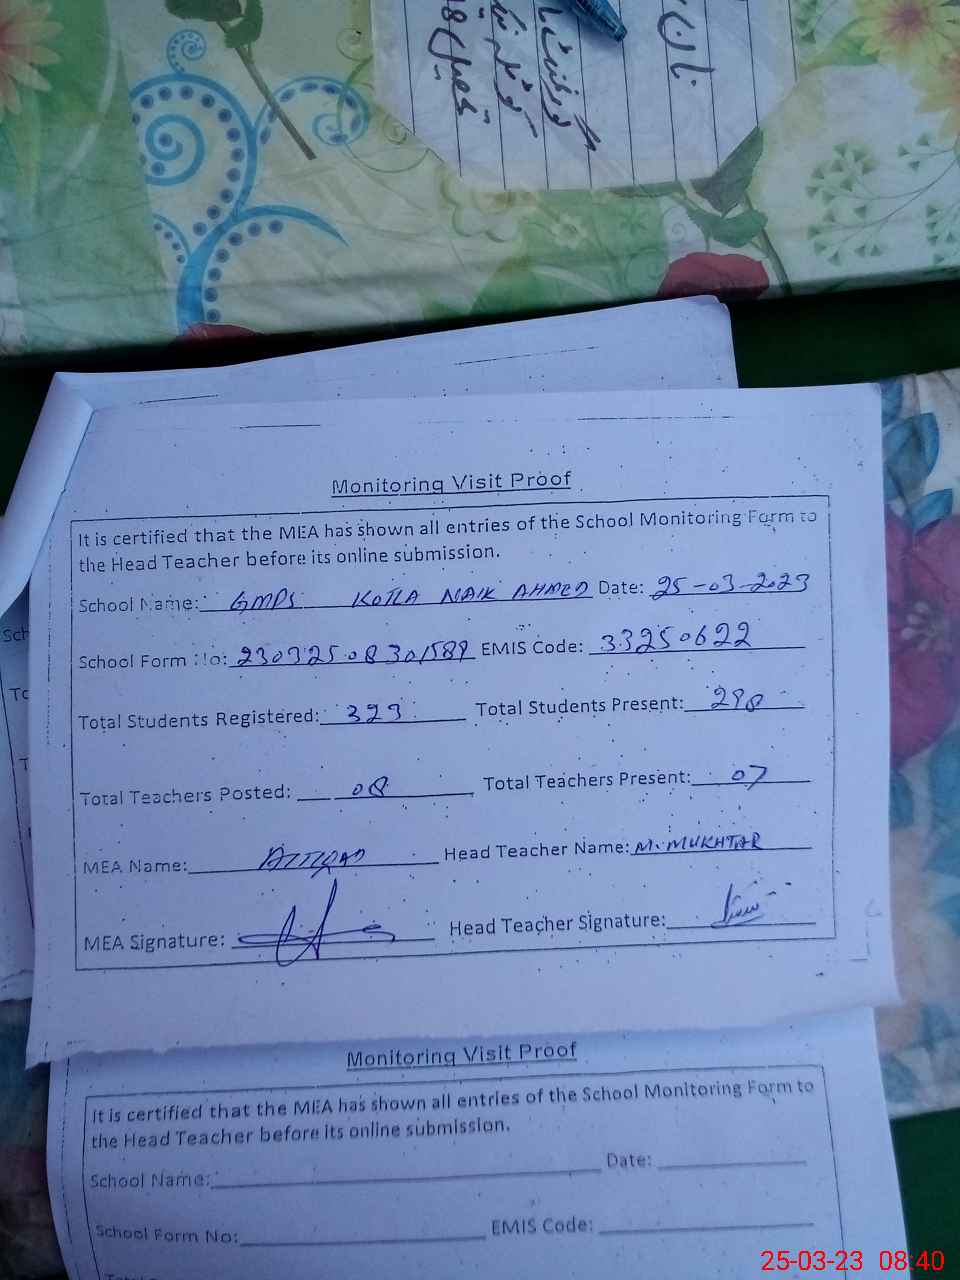 Monitoring Visit Proof
It is certified that the MEA has shown all entries of the School Monitoring Form to
the Head Teacher before its online submission.
School Name: GMPS KOTLA NAIK AHMED Date: 25-03-2023
School Form No: 23032508301589 EMIS Code: 33250622
Total Students Registered: 323 Total Students Present: 290
Total Teachers Posted: 08 Total Teachers Present: 07
MEA Name: Head Teacher Name: M. MUKHTAR
MEA Signature: Head Teacher Signature:
Monitoring Visit Proof
It is certified that the MEA has shown all entries of the School Monitoring Form to
the Head Teacher before its online submission.
School Name: Date:
School Form No: EMIS Code:
25-03-23 08:40